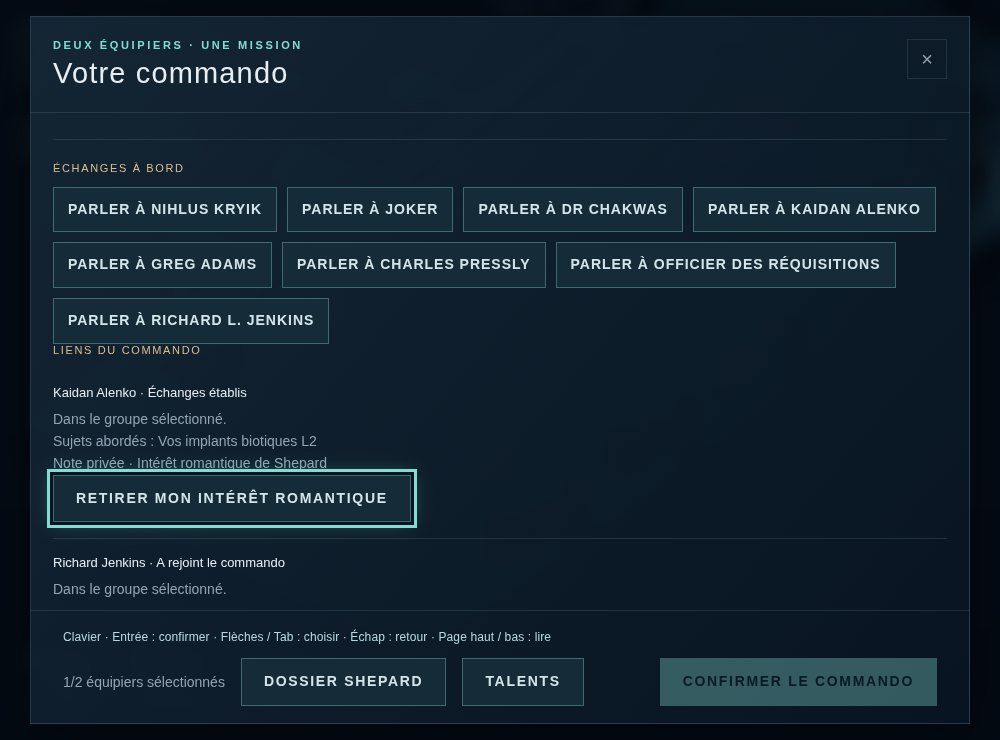 DEUX ÉQUIPIERS · UNE MISSION
Votre commando
×
ÉCHANGES À BORD
PARLER À NIHLUS KRYIK
PARLER À JOKER
PARLER À DR CHAKWAS
PARLER À KAIDAN ALENKO
PARLER À GREG ADAMS
PARLER À CHARLES PRESSLY
PARLER À OFFICIER DES RÉQUISITIONS
PARLER À RICHARD L. JENKINS
LIENS DU COMMANDO
Kaidan Alenko · Échanges établis
Dans le groupe sélectionné.
Sujets abordés : Vos implants biotiques L2
Note privée · Intérêt romantique de Shepard
RETIRER MON INTÉRÊT ROMANTIQUE
Richard Jenkins · A rejoint le commando
Dans le groupe sélectionné.
Clavier · Entrée : confirmer · Flèches / Tab : choisir · Échap : retour · Page haut / bas : lire
1/2 équipiers sélectionnés
DOSSIER SHEPARD
TALENTS
CONFIRMER LE COMMANDO